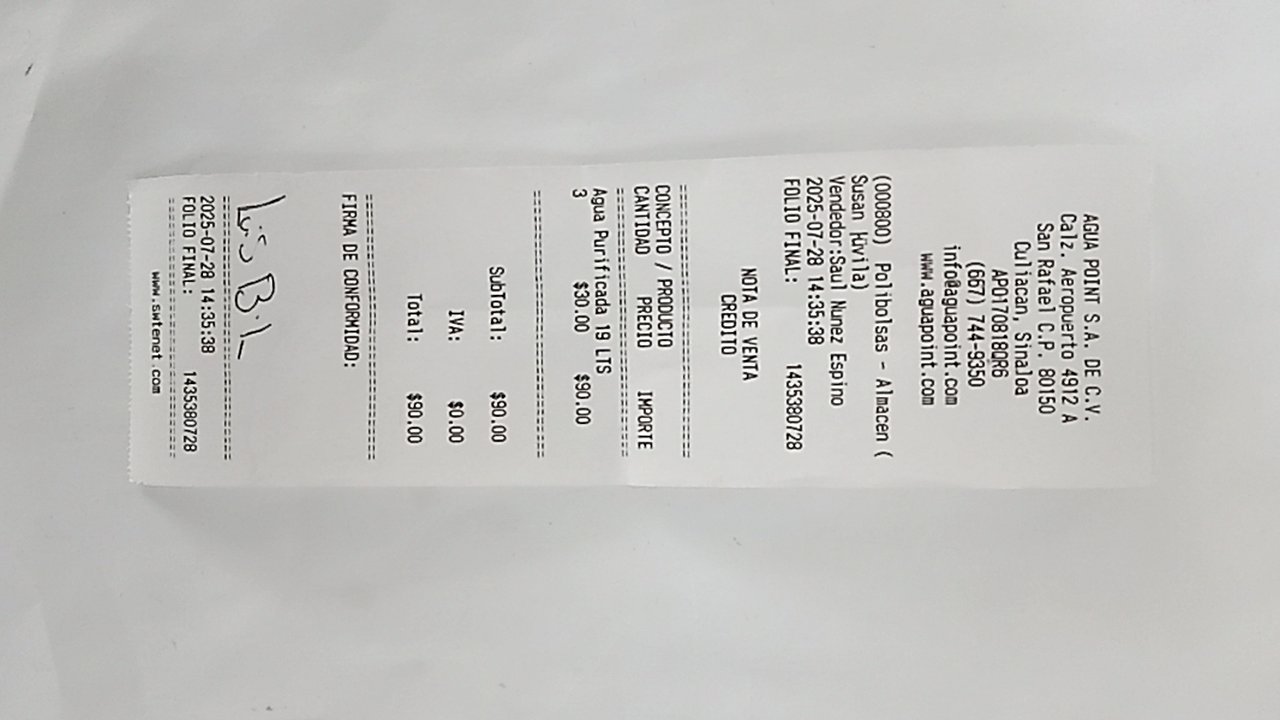 AGUA POINT S.A. DE C.V.
Calz. Aeropuerto 4912 A
San Rafael C.P. 80150
Culiacan, Sinaloa
APO170818QR6
(667) 744-9350
info@aguapoint.com
www.aguapoint.com
(000800) Polibolsas - Almacen (
Susan
Vendedor:Saul Nunez Espino
2025-07-28 14:35:38
FOLIO FINAL: 1435380728
NOTA DE VENTA
CREDITO
===============================
CONCEPTO / PRODUCTO
CANTIDAD PRECIO IMPORTE
===============================
Agua Purificada 19 LTS
3 $30.00 $90.00
===============================
SubTotal: $90.00
IVA: $0.00
Total: $90.00
===============================
FIRMA DE CONFORMIDAD:
Luis
===============================
2025-07-28 14:35:38
FOLIO FINAL: 1435380728
===============================
www.swtenet.com